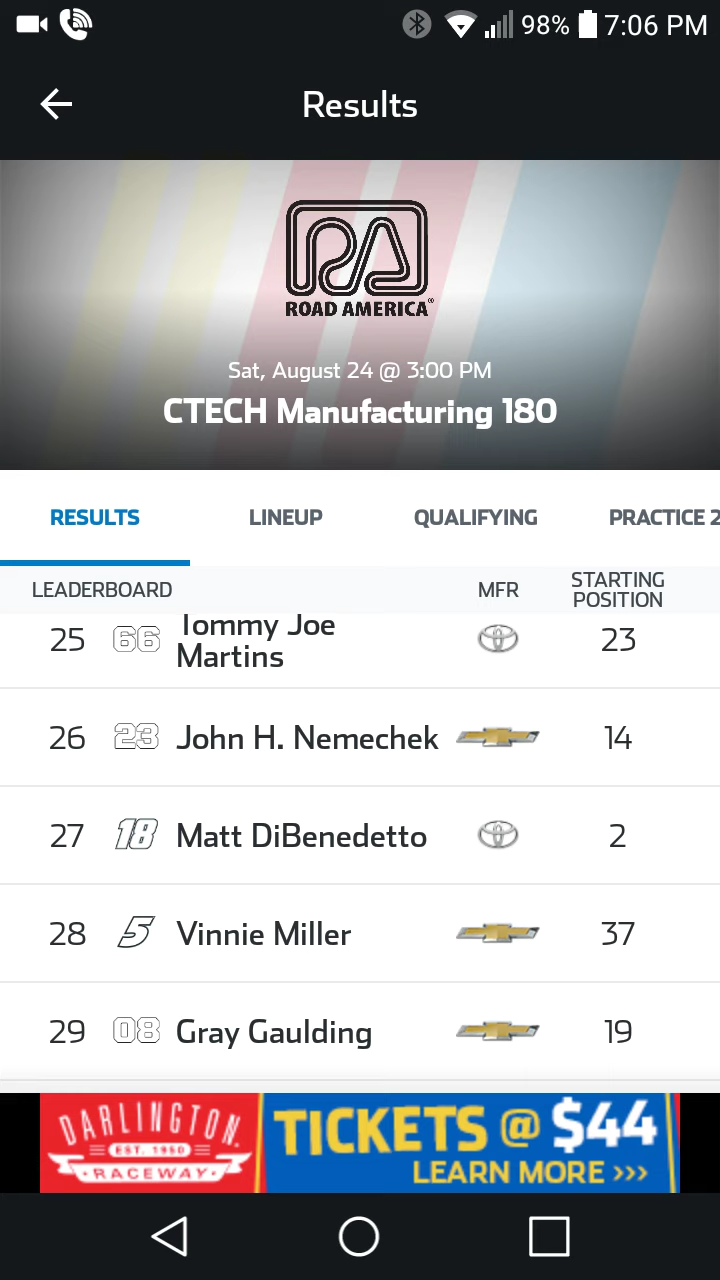 98% 7:06 PM
Results
RA
ROAD AMERICA®
Sat, August 24 @ 3:00 PM
CTECH Manufacturing 180
RESULTS LINEUP QUALIFYING PRACTICE 2
LEADERBOARD MFR STARTING
POSITION
25 66 Tommy Joe
Martins 23
26 23 John H. Nemechek 14
27 18 Matt DiBenedetto 2
28 5 Vinnie Miller 37
29 08 Gray Gaulding 19
DARLINGTON
EST. 1950
RACEWAY
TICKETS @ $44
LEARN MORE >>>